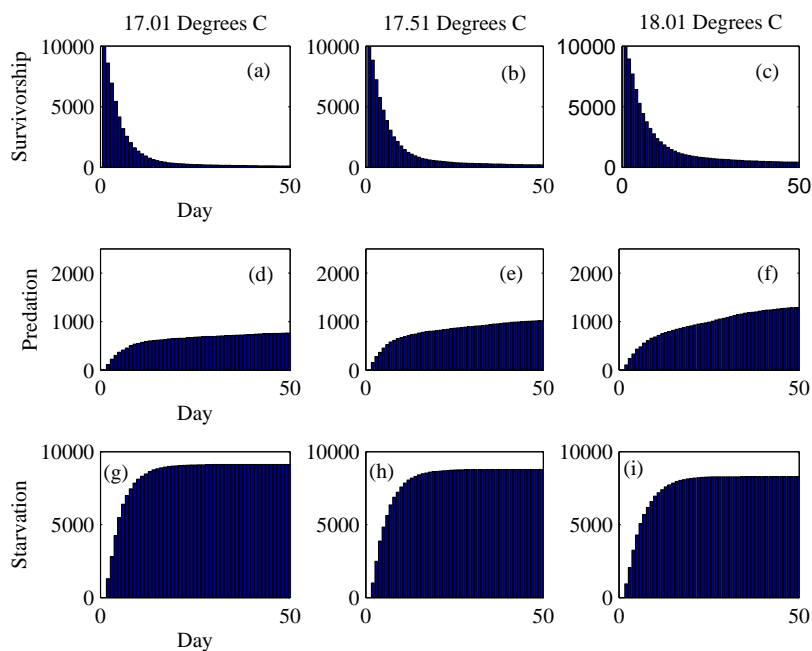 17.01 Degrees C 17.51 Degrees C 18.01 Degrees C
Survivorship
10000 5000 0
(a)
0 50
Day
10000 5000 0
(b)
0 50
10000 5000 0
(c)
0 50
Predation
2000 1000 0
(d)
0 50
Day
2000 1000 0
(e)
0 50
2000 1000 0
(f)
0 50
Starvation
10000 5000 0
(g)
0 50
Day
10000 5000 0
(h)
0 50
10000 5000 0
(i)
0 50